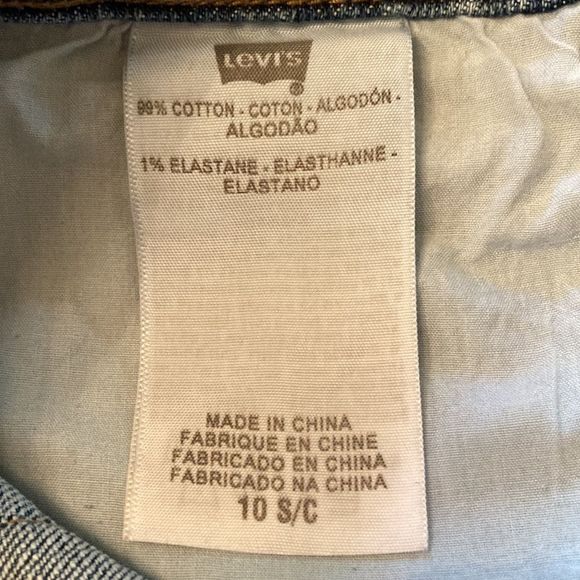 Levi's
®
99% COTTON - COTON - ALGODÓN -
ALGODÃO
1% ELASTANE - ELASTHANNE -
ELASTANO
MADE IN CHINA
FABRIQUE EN CHINE
FABRICADO EN CHINA
FABRICADO NA CHINA
10 S/C